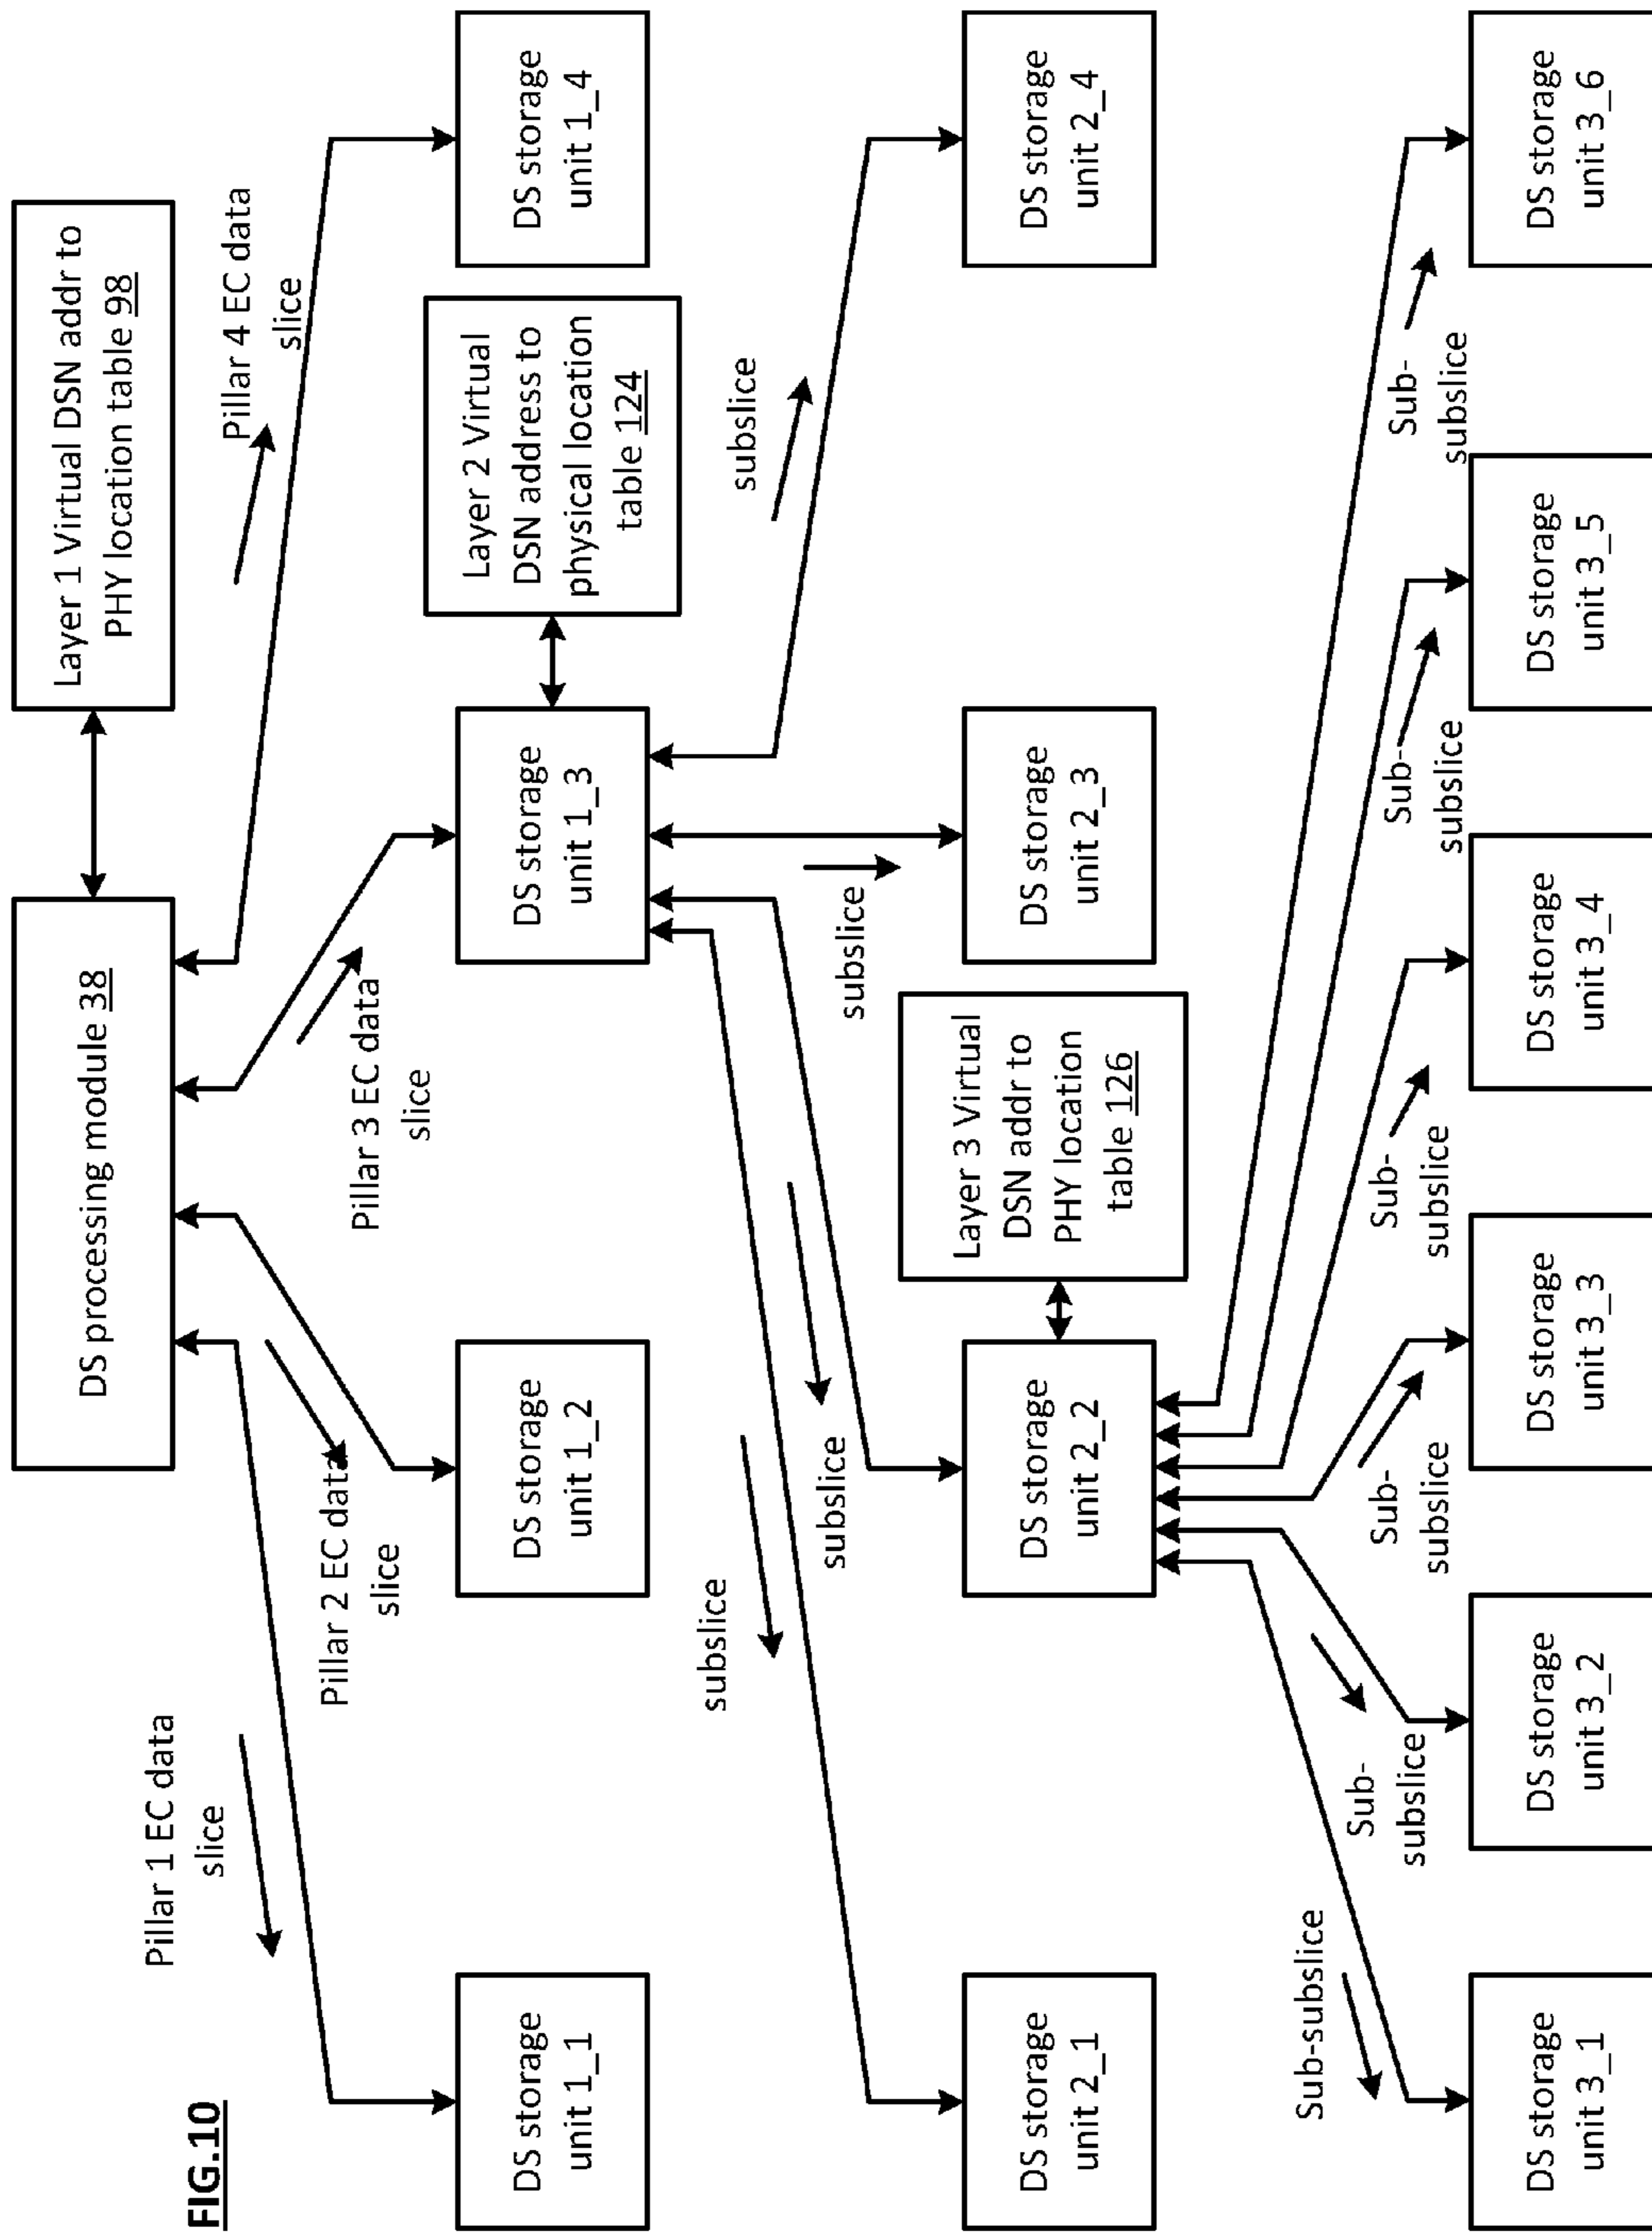 FIG.10
DS processing module 38
Layer 1 Virtual DSN addr to
PHY location table 98
Pillar 1 EC data
slice
Pillar 2 EC data
slice
Pillar 3 EC data
slice
Pillar 4 EC data
slice
DS storage
unit 1_1
DS storage
unit 1_2
DS storage
unit 1_3
Layer 2 Virtual
DSN address to
physical location
table 124
DS storage
unit 1_4
subslice
subslice
subslice
subslice
DS storage
unit 2_1
DS storage
unit 2_2
Layer 3 Virtual
DSN addr to
PHY location
table 126
DS storage
unit 2_3
DS storage
unit 2_4
Sub-subslice
Sub-
subslice
Sub-
subslice
Sub-
subslice
Sub-
subslice
Sub-
subslice
DS storage
unit 3_1
DS storage
unit 3_2
DS storage
unit 3_3
DS storage
unit 3_4
DS storage
unit 3_5
DS storage
unit 3_6